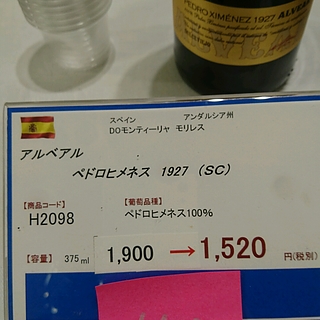 PEDRO XIMÉNEZ 1927 ALVEA
スペイン アンダルシア州
DOモンティーリャ モリレス
アルベアル
ペドロヒメネス 1927 (SC)
【商品コード】 【葡萄品種】
H2098 ペドロヒメネス100%
【容量】 375ml 1,900 → 1,520 円(税別)